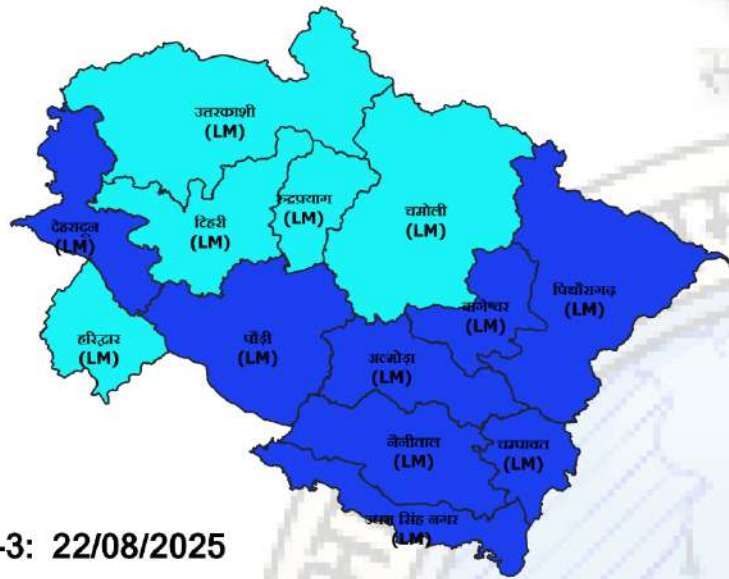 उत्तरकाशी
(LM)
रुद्रप्रयाग
(LM)
चमोली
(LM)
टिहरी
(LM)
देहरादून
(LM)
हरिद्वार
(LM)
पौड़ी
(LM)
बागेश्वर
(LM)
पिथौरागढ़
(LM)
अल्मोड़ा
(LM)
नैनीताल
(LM)
चम्पावत
(LM)
उधम सिंह नगर
(LM)
-3: 22/08/2025